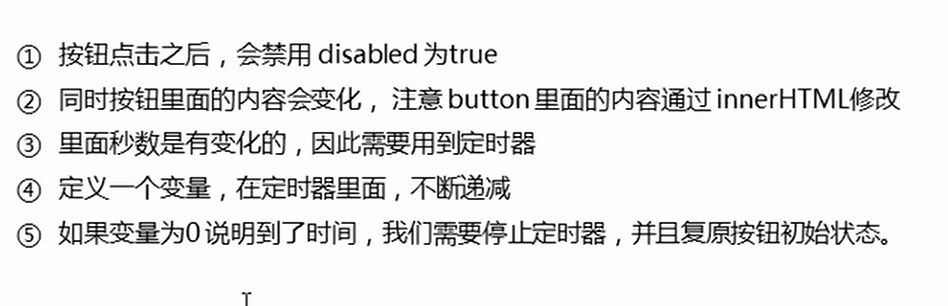 ① 按钮点击之后，会禁用 disabled 为true
② 同时按钮里面的内容会变化， 注意 button 里面的内容通过 innerHTML修改
③ 里面秒数是有变化的，因此需要用到定时器
④ 定义一个变量，在定时器里面，不断递减
⑤ 如果变量为0 说明到了时间，我们需要停止定时器，并且复原按钮初始状态。